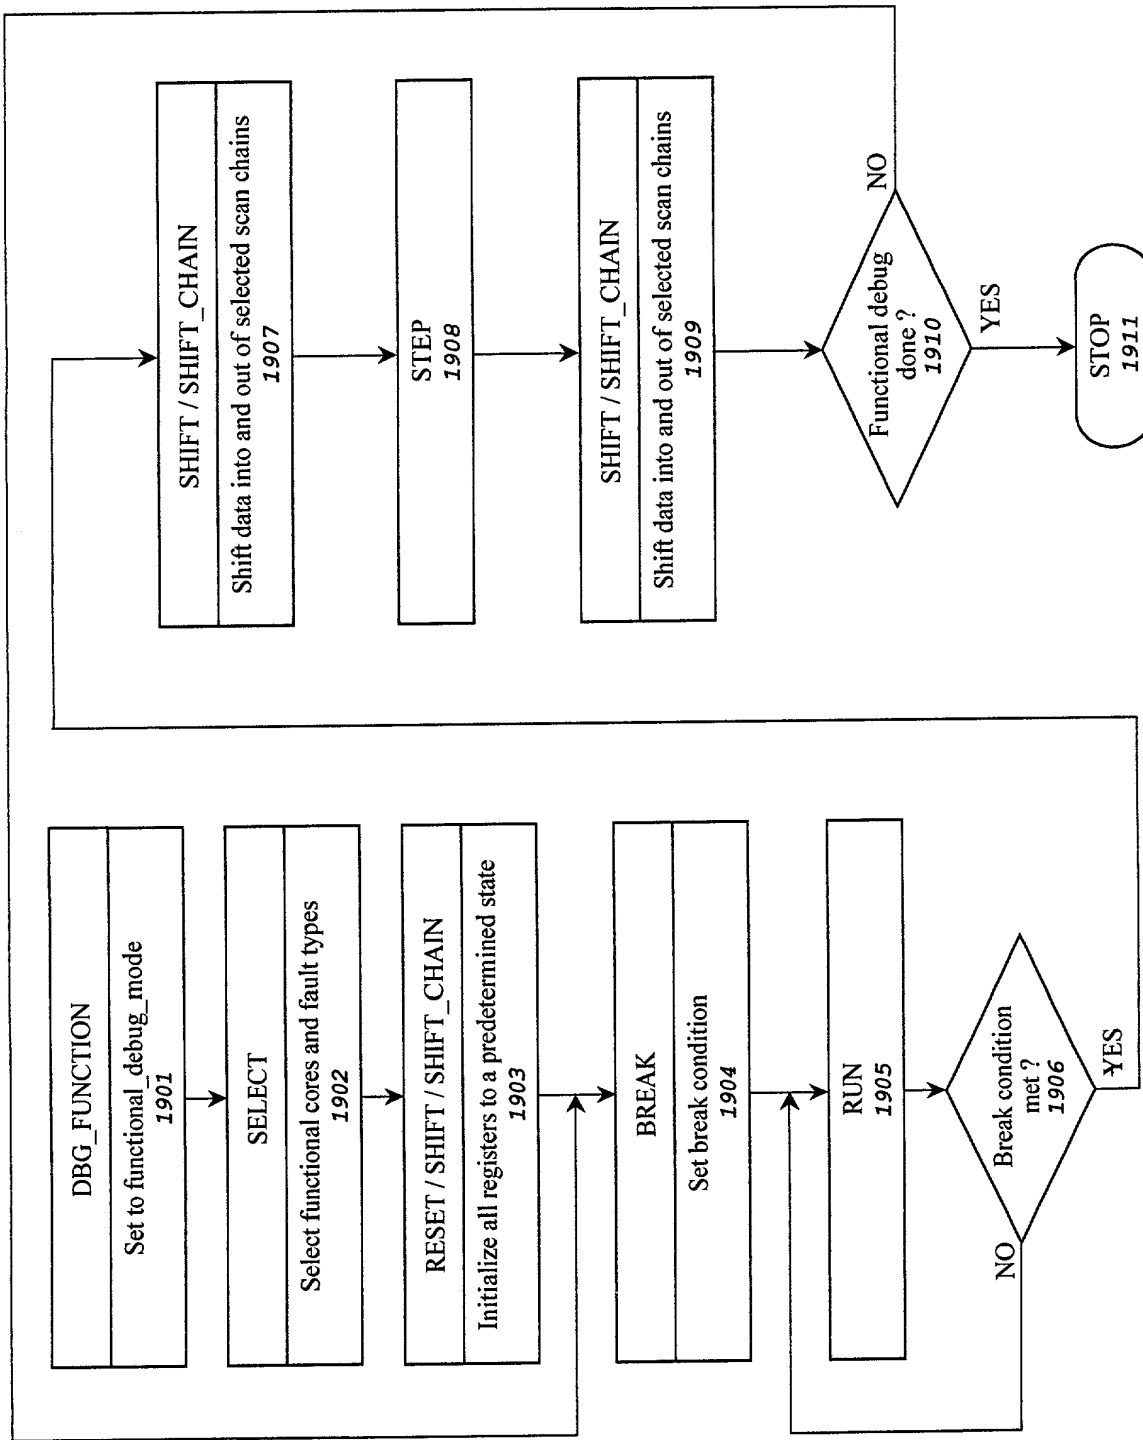 DBG_FUNCTION
Set to functional_debug_mode
1901
SELECT
Select functional cores and fault types
1902
RESET / SHIFT / SHIFT_CHAIN
Initialize all registers to a predetermined state
1903
BREAK
Set break condition
1904
RUN
1905
Break condition
met ?
1906
NO
YES
SHIFT / SHIFT_CHAIN
Shift data into and out of selected scan chains
1907
STEP
1908
SHIFT / SHIFT_CHAIN
Shift data into and out of selected scan chains
1909
Functional debug
done ?
1910
NO
YES
STOP
1911